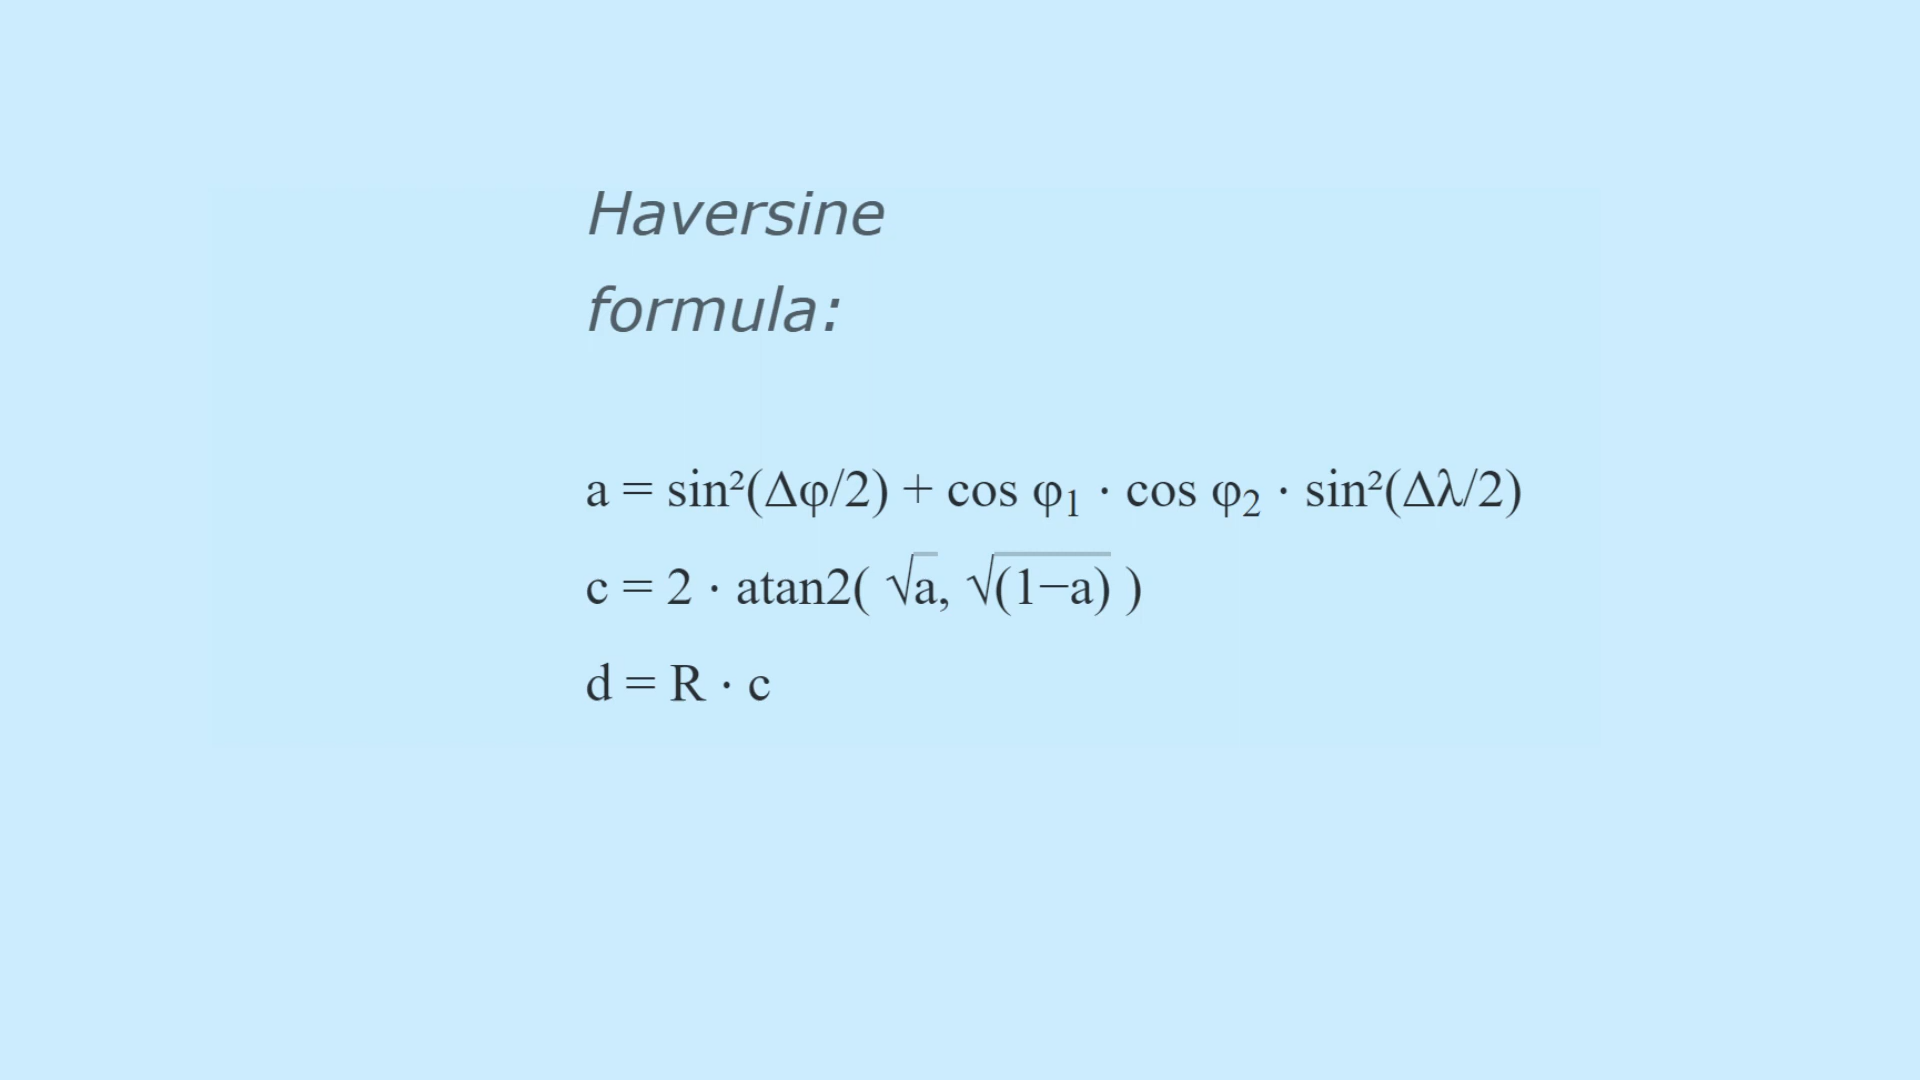 Haversine
formula:
a = sin²(Δφ/2) + cos φ₁ · cos φ₂ · sin²(Δλ/2)
c = 2 · atan2( √a, √(1−a) )
d = R · c